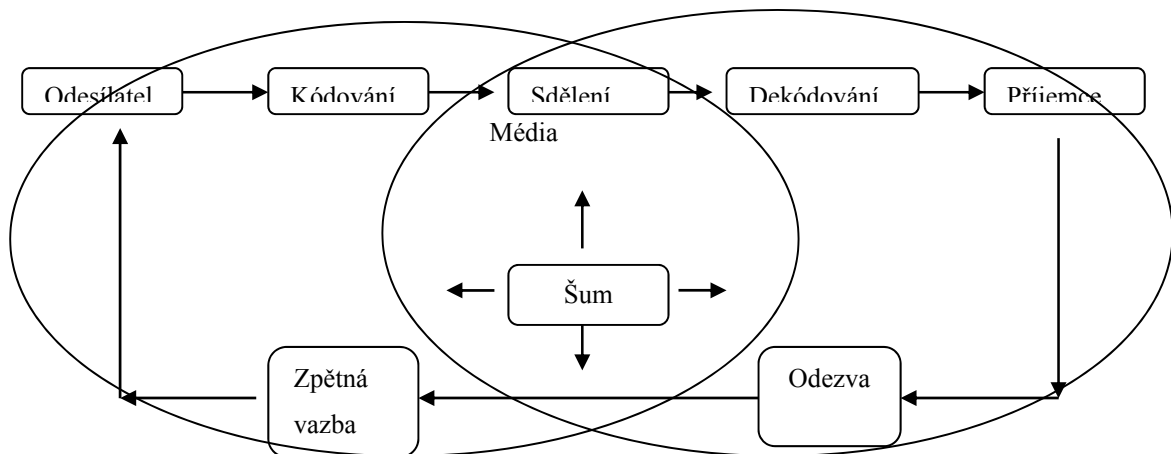 Odesílatel
Kódování
Sdělení
Dekódování
Příjemce
Média
Šum
Zpětná
vazba
Odezva